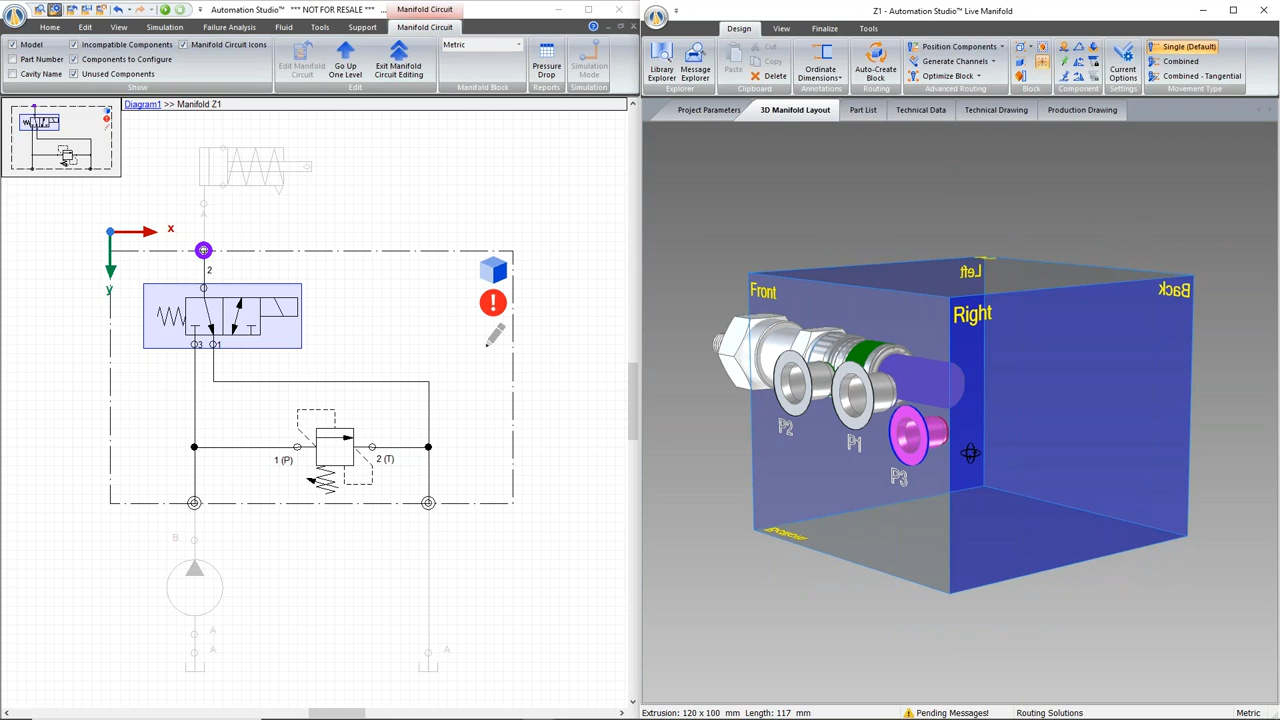 Automation Studio™ *** NOT FOR RESALE *** ...
Manifold Circuit
Home Edit View Simulation Failure Analysis Fluid Tools Support Manifold Circuit
Model
Incompatible Components
Manifold Circuit Icons
Part Number
Components to Configure
Cavity Name
Unused Components
Show
Edit Manifold Circuit
Go Up One Level
Exit Manifold Circuit Editing
Edit
Metric
Manifold Block
Pressure Drop
Reports
Simulation Mode
Simulation
Diagram1 >> Manifold Z1
A
x
y
2
3 1
1 (P)
2 (T)
B
A
A
A
Z1 - Automation Studio™ Live Manifold
Design View Finalize Tools
Library Explorer
Message Explorer
Explorer
Paste
Cut
Copy
Delete
Clipboard
Ordinate Dimensions
Annotations
Auto-Create Block
Routing
Position Components
Generate Channels
Optimize Block
Advanced Routing
Block
Component
Current Options
Settings
Single (Default)
Combined
Combined - Tangential
Movement Type
Project Parameters 3D Manifold Layout Part List Technical Data Technical Drawing Production Drawing
Front
Left
Back
Right
P2
P1
P3
Extrusion: 120 x 100 mm Length: 117 mm
Pending Messages!
Routing Solutions
Metric